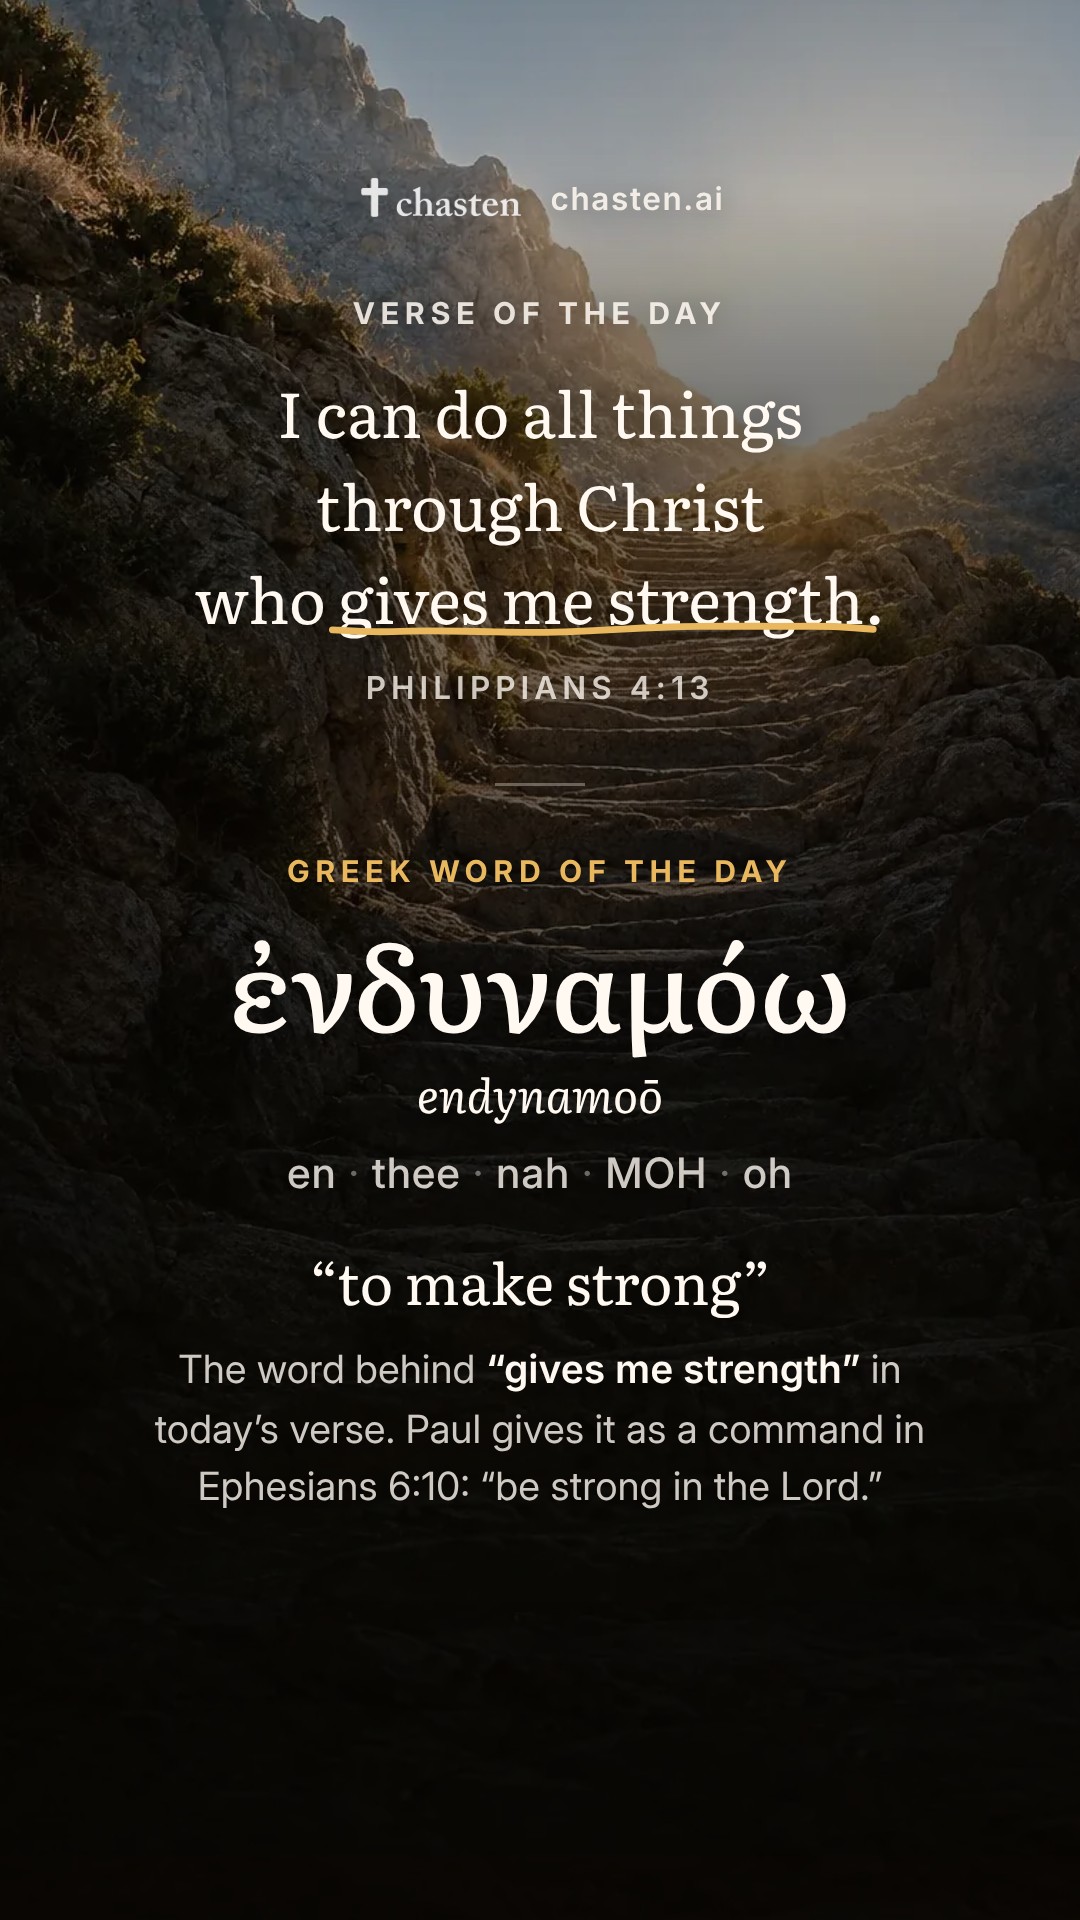 chasten chasten.ai
VERSE OF THE DAY
I can do all things
through Christ
who gives me strength.
PHILIPPIANS 4:13
GREEK WORD OF THE DAY
ἐνδυναμόω
endynamoō
en · thee · nah · MOH · oh
“to make strong”
The word behind “gives me strength” in
today’s verse. Paul gives it as a command in
Ephesians 6:10: “be strong in the Lord.”